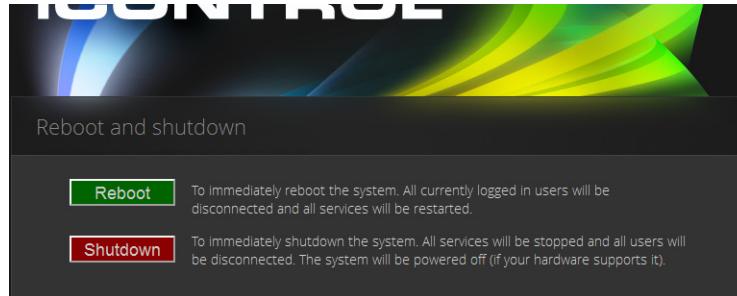 ICONTROL
Reboot and shutdown
Reboot
To immediately reboot the system. All currently logged in users will be
disconnected and all services will be restarted.
Shutdown
To immediately shutdown the system. All services will be stopped and all users will
be disconnected. The system will be powered off (if your hardware supports it).